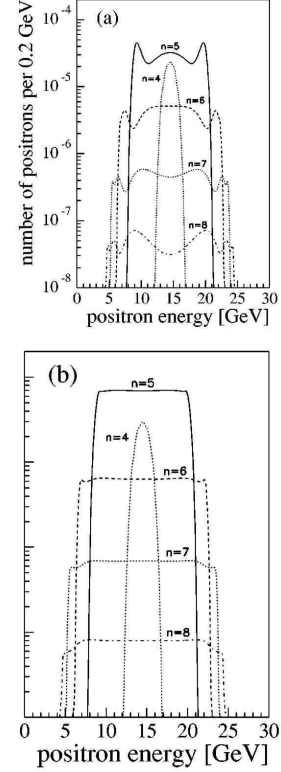 (a)
number of positrons per 0.2 GeV
10⁻⁴
10⁻⁵
10⁻⁶
10⁻⁷
10⁻⁸
n=5
n=4
n=6
n=7
n=8
0 5 10 15 20 25 30
positron energy [GeV]
(b)
n=5
n=4
n=6
n=7
n=8
0 5 10 15 20 25 30
positron energy [GeV]